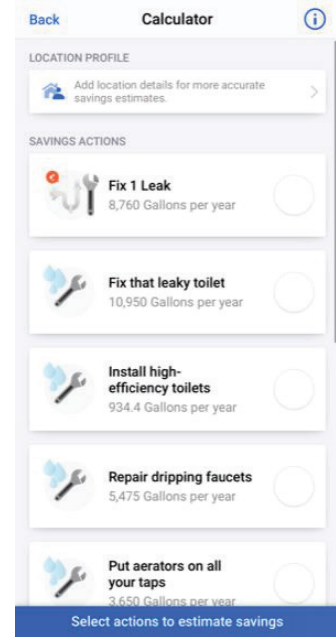 Back Calculator
LOCATION PROFILE
Add location details for more accurate
savings estimates
SAVINGS ACTIONS
Fix 1 Leak
8,760 Gallons per year
Fix that leaky toilet
10,950 Gallons per year
Install high-
efficiency toilets
934.4 Gallons per year
Repair dripping faucets
5,475 Gallons per year
Put aerators on all
your taps
3,650 Gallons per year
Select actions to estimate savings